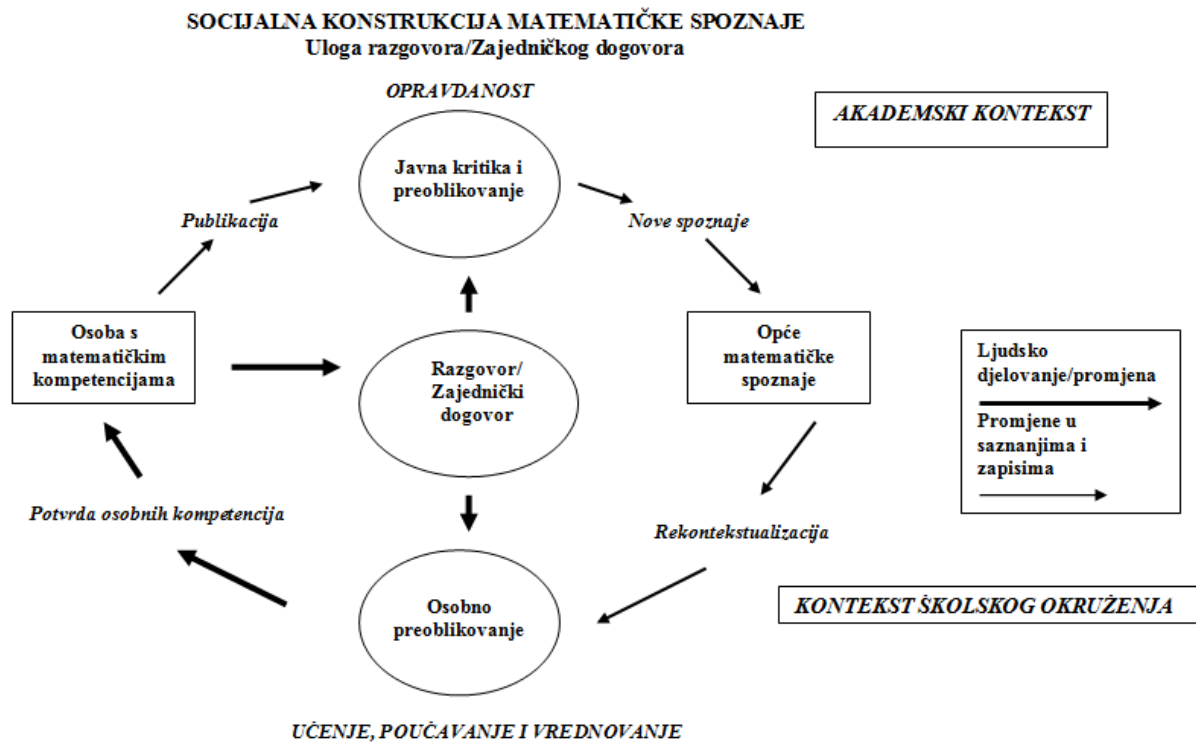 SOCIJALNA KONSTRUKCIJA MATEMATIČKE SPOZNAJE
Uloga razgovora/Zajedničkog dogovora
OPRAVDANOST
AKADEMSKI KONTEKST
Javna kritika i
preoblikovanje
Publikacija
Nove spoznaje
Osoba s
matematičkim
kompetencijama
Razgovor/
Zajednički
dogovor
Opće
matematičke
spoznaje
Ljudsko
djelovanje/promjena
Promjene u
saznanjima i
zapisima
Potvrda osobnih kompetencija
Rekontekstualizacija
Osobno
preoblikovanje
KONTEKST ŠKOLSKOG OKRUŽENJA
UČENJE, POUČAVANJE I VREDNOVANJE